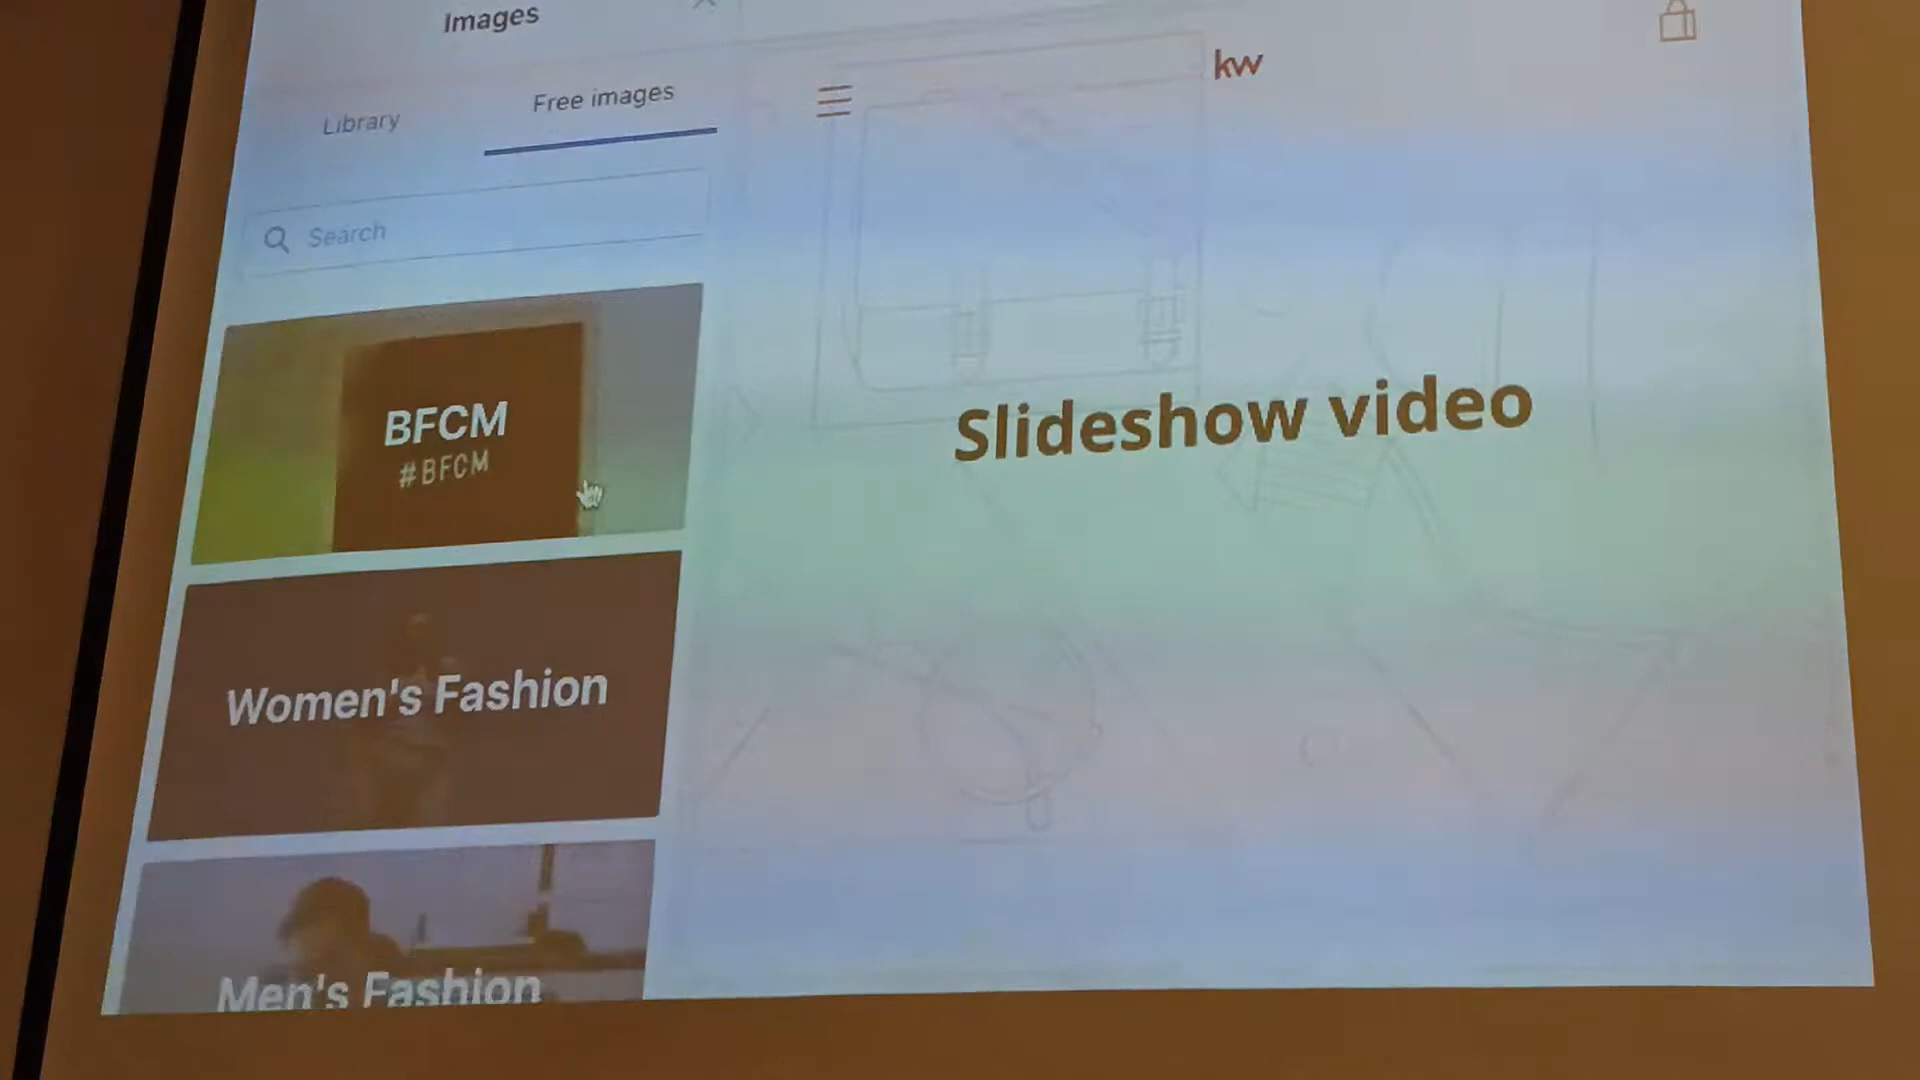 Images
Library
Free images
Search
BFCM
#BFCM
Women's Fashion
Men's Fashion
kw
Slideshow video